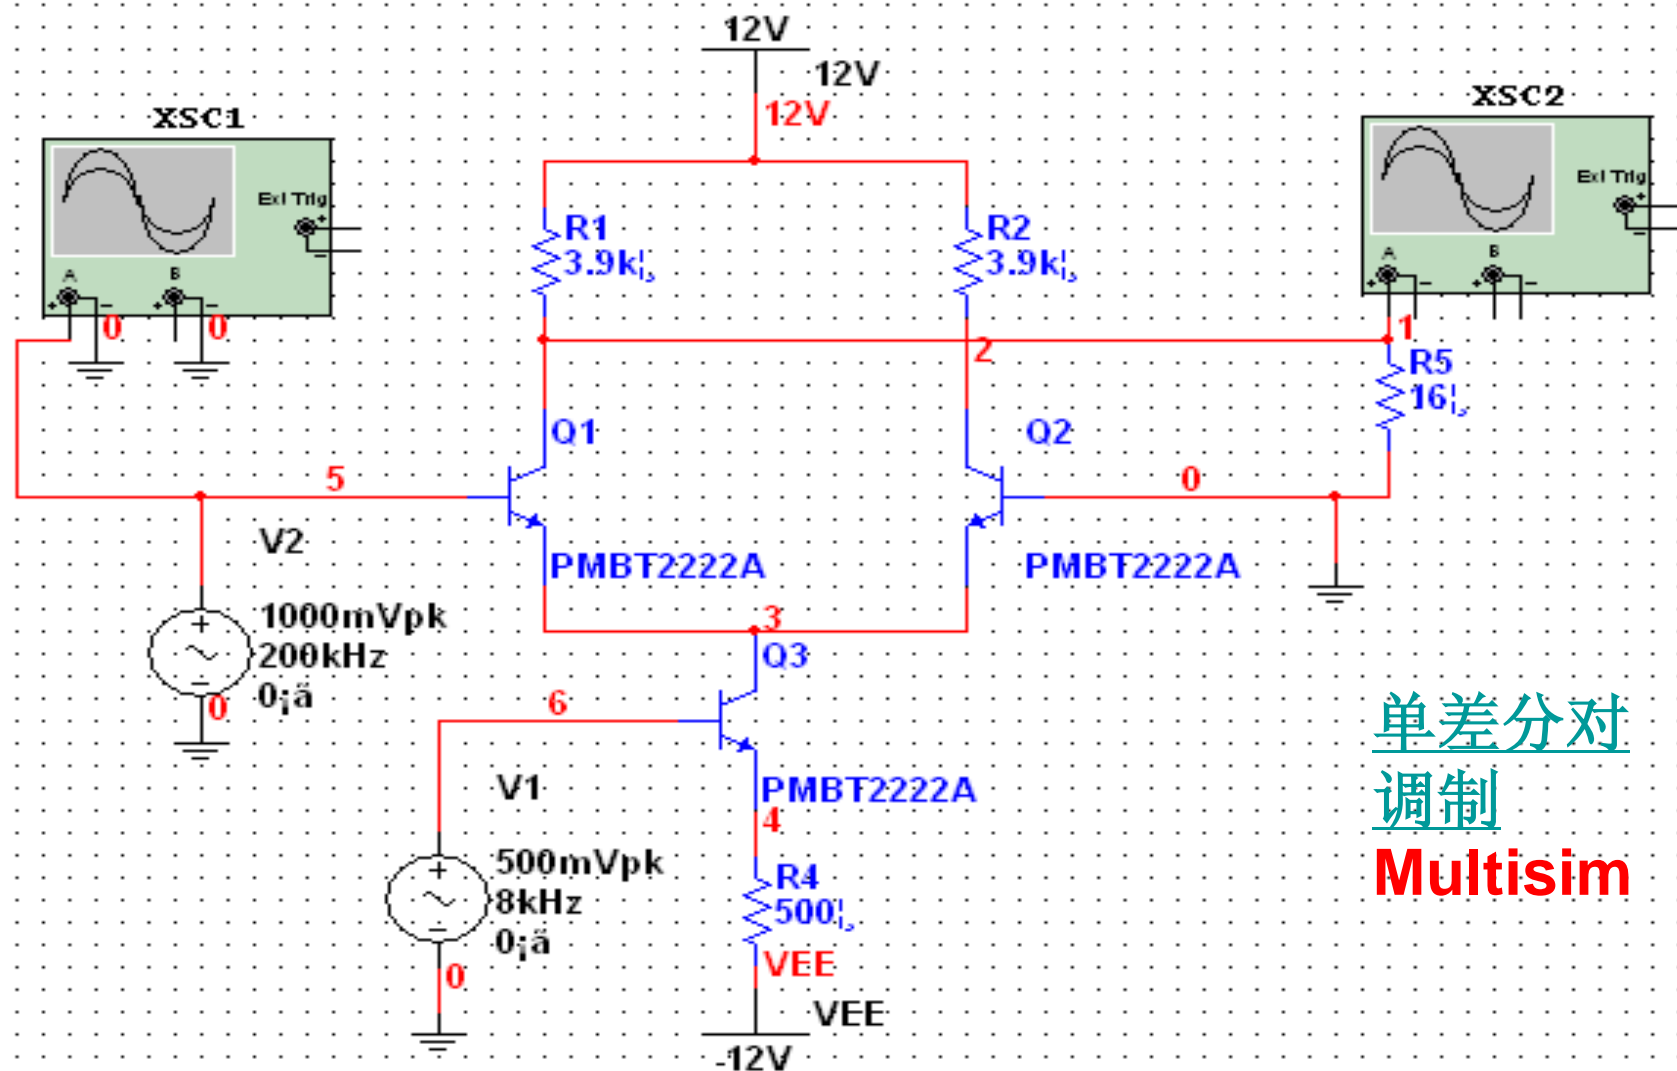 12V
12V
12V
XSC1
Ext Trig
+
−
A
B
+
−
+
−
0
0
XSC2
Ext Trig
+
−
A
B
+
−
+
−
1
R1
3.9k¦¸
R2
3.9k¦¸
2
R5
16¦¸
Q1
Q2
5
0
PMBT2222A
PMBT2222A
V2
1000mVpk
200kHz
0¡ã
+
−
0
3
Q3
6
PMBT2222A
4
V1
500mVpk
8kHz
0¡ã
+
−
0
R4
500¦¸
VEE
VEE
-12V
单差分对
调制
Multisim